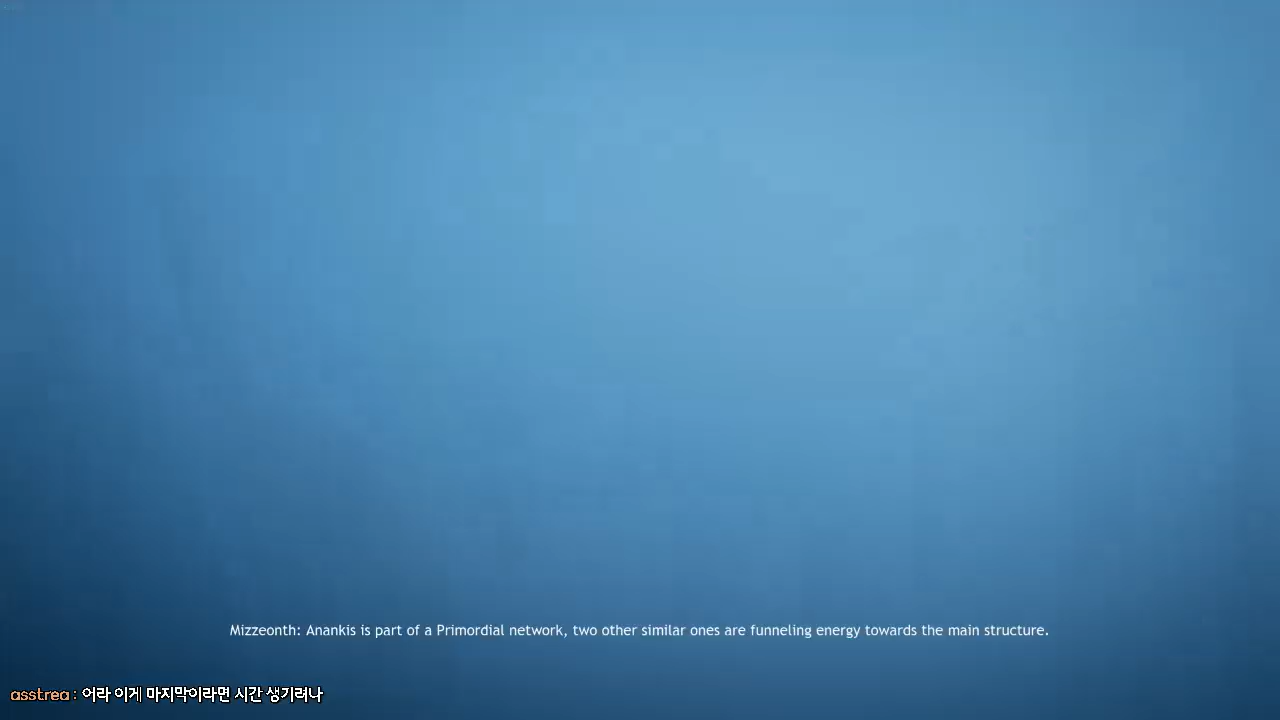 Mizzeonth: Anankis is part of a Primordial network, two other similar ones are funneling energy towards the main structure.
asstrea : 어라 이게 마지막이라면 시간 생기려나